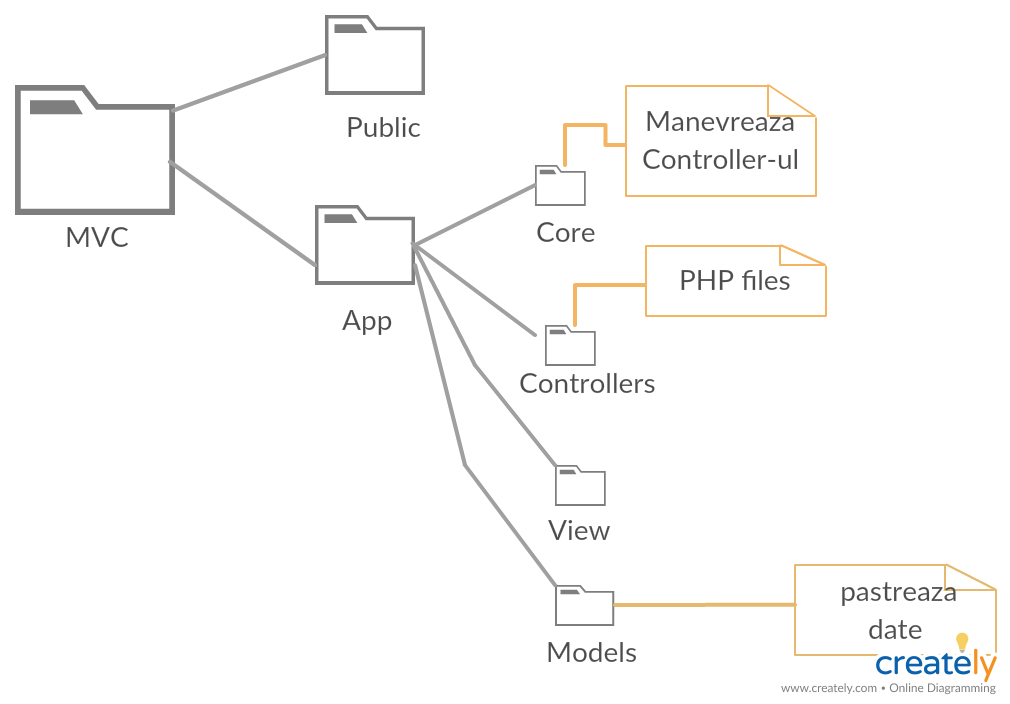 Public
MVC
App
Manevreaza
Controller-ul
Core
PHP files
Controllers
View
Models
pastreaza
date
creately
www.creately.com • Online Diagramming